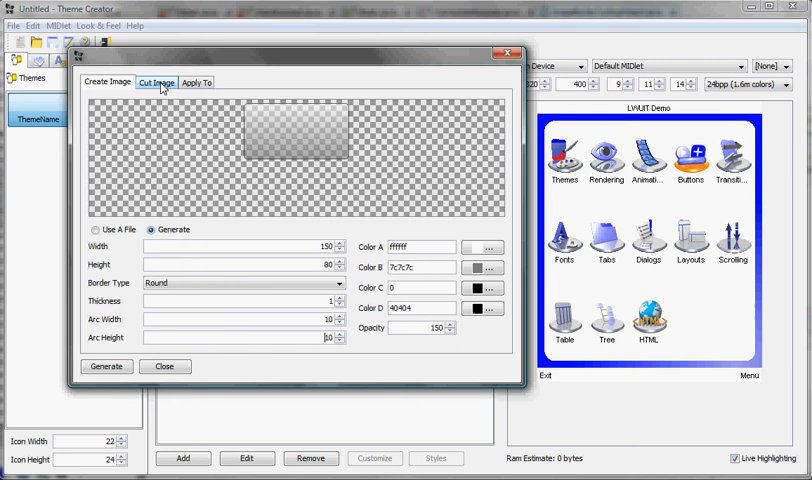 Untitled - Theme Creator
File Edit MIDlet Look & Feel Help
Themes
ThemeName
Icon Width 22
Icon Height 24
Create Image Cut Image Apply To
Use A File Generate
Width 150
Height 80
Border Type Round
Thickness 1
Arc Width 10
Arc Height 10
Color A ffffff ...
Color B 7c7c7c ...
Color C 0 ...
Color D 40404 ...
Opacity 150
Generate Close
Add Edit Remove Customize Styles
Device Default MIDlet [None]
320 400 9 11 14 24bpp (1.6m colors)
LWUIT Demo
Themes Rendering Animati... Buttons Transiti...
Fonts Tabs Dialogs Layouts Scrolling
Table Tree HTML
Exit Menu
Ram Estimate: 0 bytes Live Highlighting